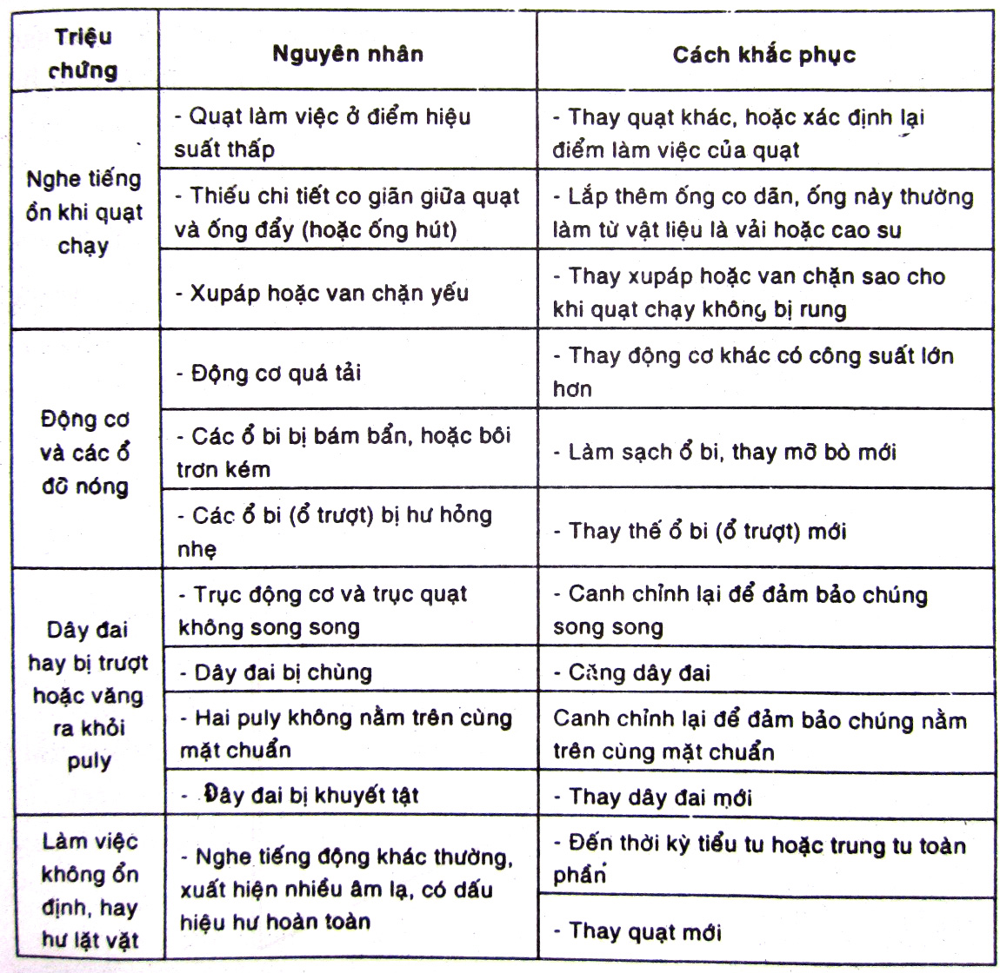 Triệu
chứng
Nguyên nhân
Cách khắc phục
Nghe tiếng
ồn khi quạt
chạy
- Quạt làm việc ở điểm hiệu
suất thấp
- Thay quạt khác, hoặc xác định lại
điểm làm việc của quạt
- Thiếu chi tiết co giãn giữa quạt
và ống đẩy (hoặc ống hút)
- Lắp thêm ống co dãn, ống này thường
làm từ vật liệu là vải hoặc cao su
- Xupáp hoặc van chặn yếu
- Thay xupáp hoặc van chặn sao cho
khi quạt chạy không bị rung
Động cơ
và các ổ
đỡ nóng
- Động cơ quá tải
- Thay động cơ khác có công suất lớn
hơn
- Các ổ bi bị bám bẩn, hoặc bôi
trơn kém
- Làm sạch ổ bi, thay mỡ bò mới
- Các ổ bi (ổ trượt) bị hư hỏng
nhẹ
- Thay thế ổ bi (ổ trượt) mới
Dây đai
hay bị trượt
hoặc văng
ra khỏi
puly
- Trục động cơ và trục quạt
không song song
- Canh chỉnh lại để đảm bảo chúng
song song
- Dây đai bị chùng
- Căng dây đai
- Hai puly không nằm trên cùng
mặt chuẩn
Canh chỉnh lại để đảm bảo chúng nằm
trên cùng mặt chuẩn
- Đây đai bị khuyết tật
- Thay dây đai mới
Làm việc
không ổn
định, hay
hư lặt vặt
- Nghe tiếng động khác thường,
xuất hiện nhiều âm lạ, có dấu
hiệu hư hoàn toàn
- Đến thời kỳ tiểu tu hoặc trung tu toàn
phần
- Thay quạt mới